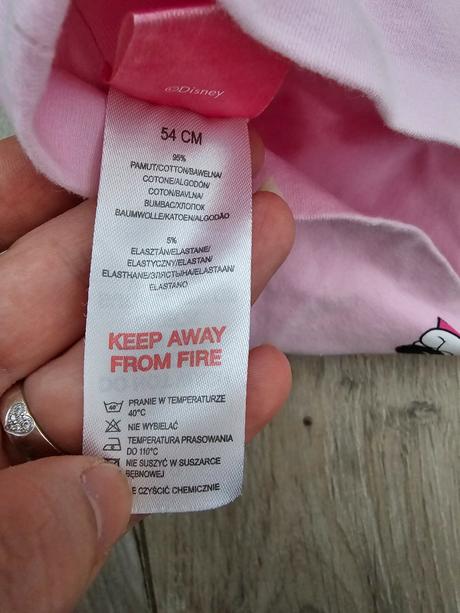 ©Disney
54 CM
95%
PAMUT/COTTON/BAWEŁNA/
COTONE/ALGODÓN/
COTON/BAVLNA/
BUMBAC/ХЛОПОК
BAUMWOLLE/KATOEN/ALGODÃO
5%
ELASZTÁN/ELASTANE/
ELASTYCZNY/ELASTAN/
ELASTHANE/ЭЛЯСТЫНА/ELASTAAN/
ELASTANO
KEEP AWAY
FROM FIRE
40° PRANIE W TEMPERATURZE
40°C
NIE WYBIELAĆ
TEMPERATURA PRASOWANIA
DO 110°C
NIE SUSZYĆ W SUSZARCE
BĘBNOWEJ
CZYŚCIĆ CHEMICZNIE